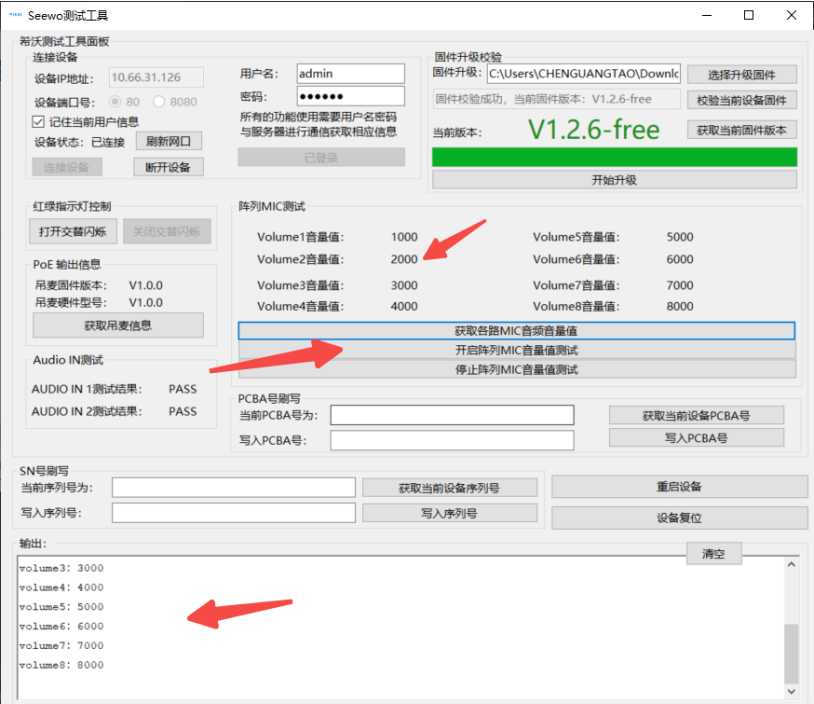 Seewo测试工具
希沃测试工具面板
连接设备
设备IP地址: 10.66.31.126
设备端口号: 80 8080
记住当前用户信息
设备状态: 已连接 刷新网口
连接设备 断开设备
用户名: admin
密码: ••••••
所有的功能使用需要用户名密码
与服务器进行通信获取相应信息
已登录
固件升级校验
固件升级: C:\Users\CHENGUANGTAO\Downlo 选择升级固件
固件校验成功，当前固件版本：V1.2.6-free 校验当前设备固件
当前版本: V1.2.6-free 获取当前固件版本
开始升级
红绿指示灯控制
打开交替闪烁 关闭交替闪烁
PoE 输出信息
吊麦固件版本: V1.0.0
吊麦硬件型号: V1.0.0
获取吊麦信息
Audio IN测试
AUDIO IN 1测试结果: PASS
AUDIO IN 2测试结果: PASS
阵列MIC测试
Volume1音量值: 1000 Volume5音量值: 5000
Volume2音量值: 2000 Volume6音量值: 6000
Volume3音量值: 3000 Volume7音量值: 7000
Volume4音量值: 4000 Volume8音量值: 8000
获取各路MIC音频音量值
开启阵列MIC音量值测试
停止阵列MIC音量值测试
PCBA号刷写
当前PCBA号为: 获取当前设备PCBA号
写入PCBA号: 写入PCBA号
SN号刷写
当前序列号为: 获取当前设备序列号
写入序列号: 写入序列号
重启设备
设备复位
输出:
清空
volume3: 3000
volume4: 4000
volume5: 5000
volume6: 6000
volume7: 7000
volume8: 8000